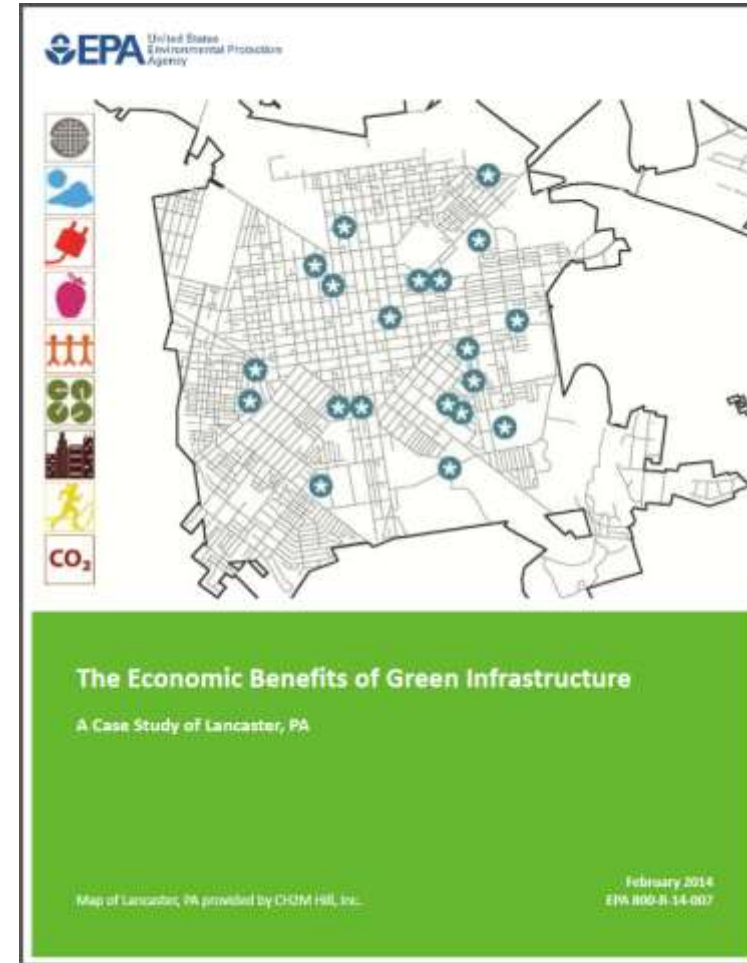 EPA
United States
Environmental Protection
Agency
CO₂
The Economic Benefits of Green Infrastructure
A Case Study of Lancaster, PA
February 2014
Map of Lancaster, PA provided by CH2M Hill, Inc.
EPA 800-R-14-007